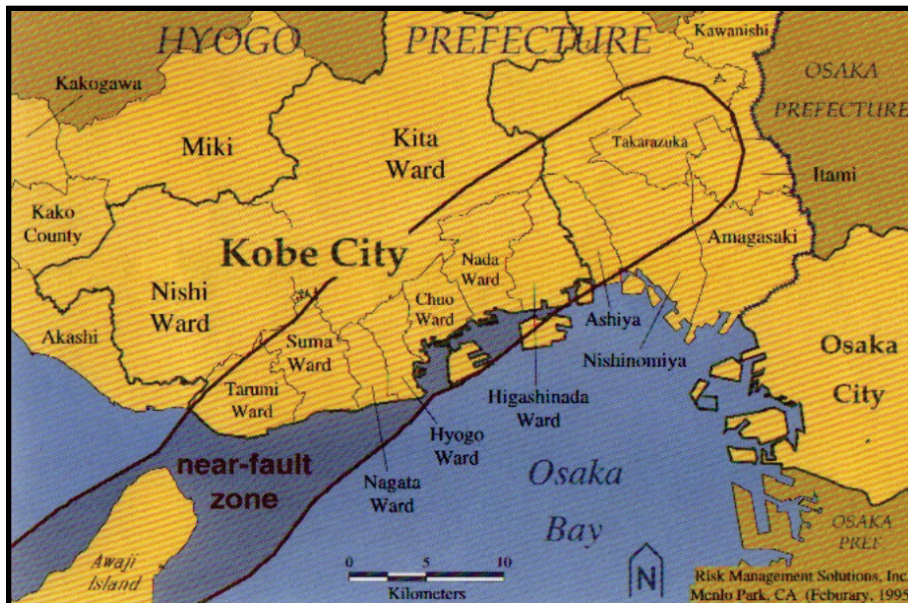 HYOGO PREFECTURE
Kawanishi
OSAKA
PREFECTURE
Kakogawa
Miki
Kita
Ward
Takarazuka
Itami
Kako
County
Kobe City
Nada
Ward
Amagasaki
Nishi
Ward
Chuo
Ward
Ashiya
Akashi
Suma
Ward
Nishinomiya
Osaka
City
Tarumi
Ward
Higashinada
Ward
Hyogo
Ward
near-fault
zone
Nagata
Ward
Osaka
Bay
OSAKA
PREF.
Awaji
Island
0 5 10
Kilometers
N
Risk Management Solutions, Inc
Menlo Park, CA (Feburary, 1995